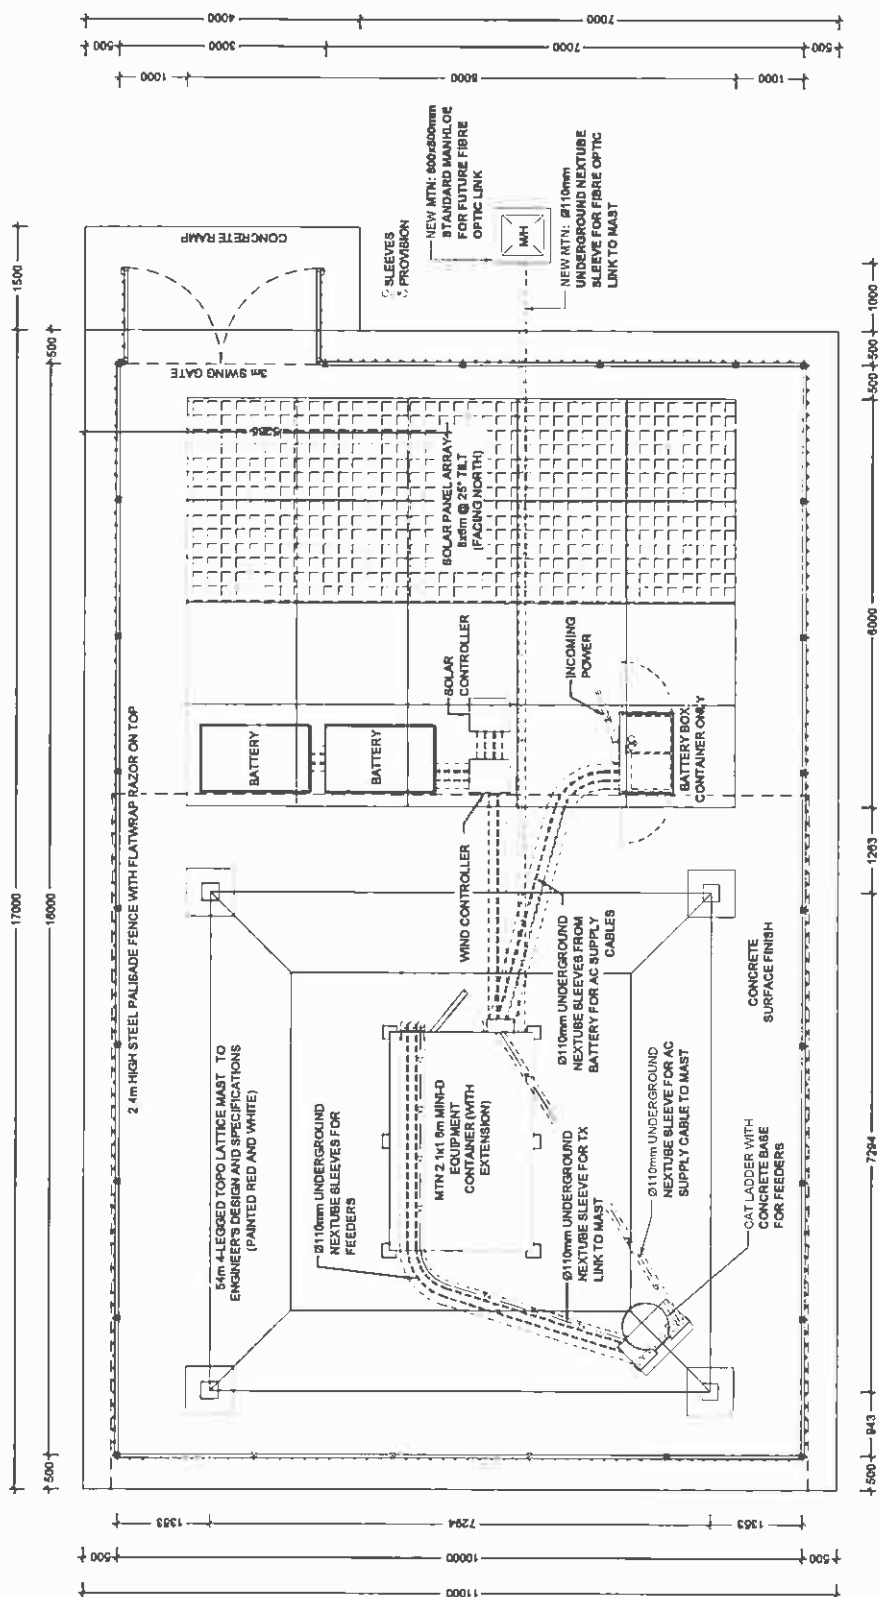 17000
1500
500
16000
500
2.4m HIGH STEEL PALISADE FENCE WITH FLATWRAP RAZOR ON TOP
3m SWING GATE
CONCRETE RAMP
SLEEVES
PROVISION
NEW MTN: 600x600mm
STANDARD MANHLOE
FOR FUTURE FIBRE
OPTIC LINK
M/H
NEW MTN: Ø110mm
UNDERGROUND NEXTUBE
SLEEVE FOR FIBRE OPTIC
LINK TO MAST
SOLAR PANEL ARRAY
8x6m @ 25° TILT
(FACING NORTH)
BATTERY
BATTERY
SOLAR
CONTROLLER
WIND CONTROLLER
INCOMING
POWER
BATTERY BOX
CONTAINER ONLY
54m 4-LEGGED TOPO LATTICE MAST TO
ENGINEER'S DESIGN AND SPECIFICATIONS
(PAINTED RED AND WHITE)
Ø110mm UNDERGROUND
NEXTUBE SLEEVES FOR
FEEDERS
MTN 2.1x1.6m MINI-D
EQUIPMENT
CONTAINER (WITH
EXTENSION)
Ø110mm UNDERGROUND
NEXTUBE SLEEVES FROM
BATTERY FOR AC SUPPLY
CABLES
Ø110mm UNDERGROUND
NEXTUBE SLEEVE FOR TX
LINK TO MAST
Ø110mm UNDERGROUND
NEXTUBE SLEEVE FOR AC
SUPPLY CABLE TO MAST
CAT LADDER WITH
CONCRETE BASE
FOR FEEDERS
CONCRETE
SURFACE FINISH
500
943
7294
1263
6000
500
500
1000
11000
500
10000
500
1353
7294
1353
4000
7000
500
3000
7000
500
1000
8000
1000